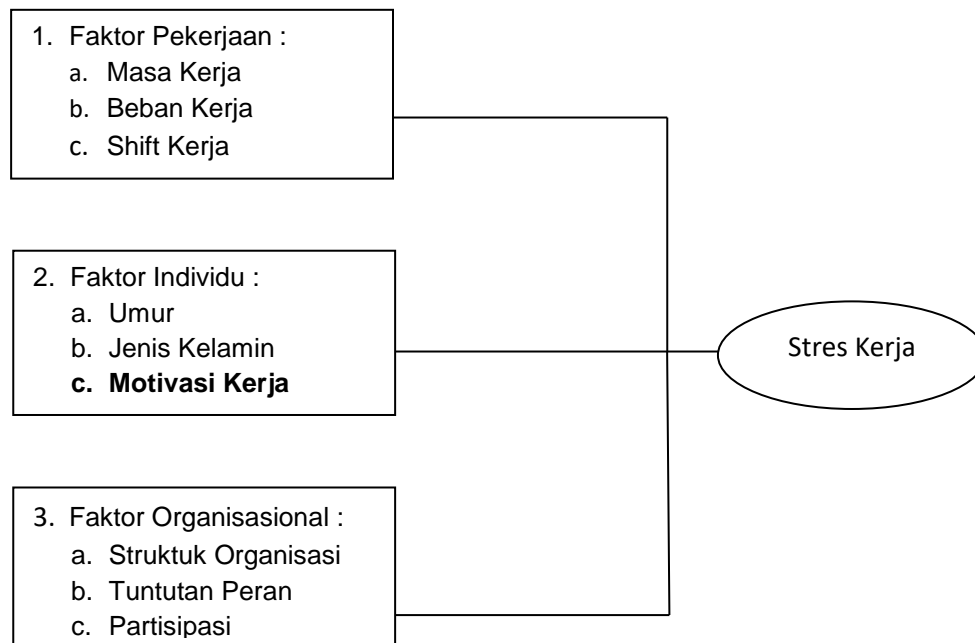 1. Faktor Pekerjaan :
a. Masa Kerja
b. Beban Kerja
c. Shift Kerja
2. Faktor Individu :
a. Umur
b. Jenis Kelamin
c. Motivasi Kerja
Stres Kerja
3. Faktor Organisasional :
a. Struktuk Organisasi
b. Tuntutan Peran
c. Partisipasi